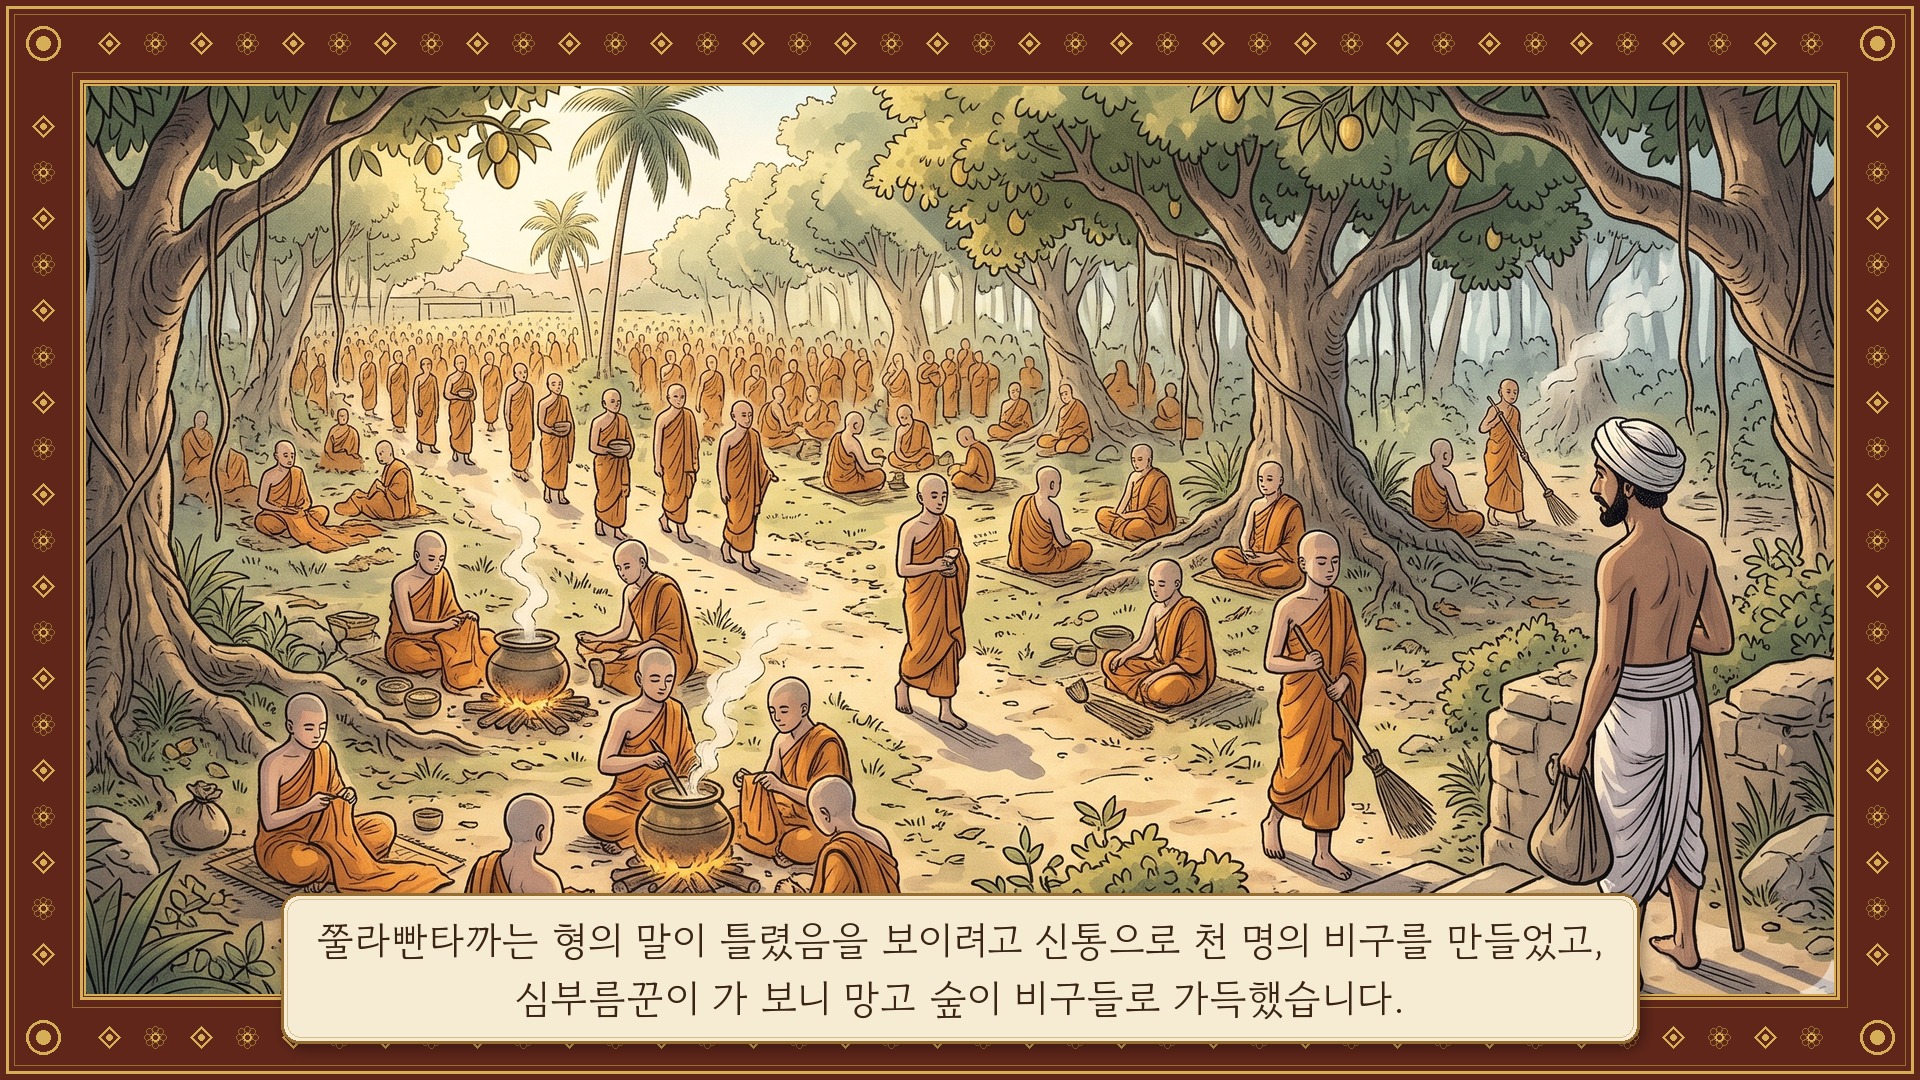 쭐라빤타까는 형의 말이 틀렸음을 보이려고 신통으로 천 명의 비구를 만들었고,
심부름꾼이 가 보니 망고 숲이 비구들로 가득했습니다.